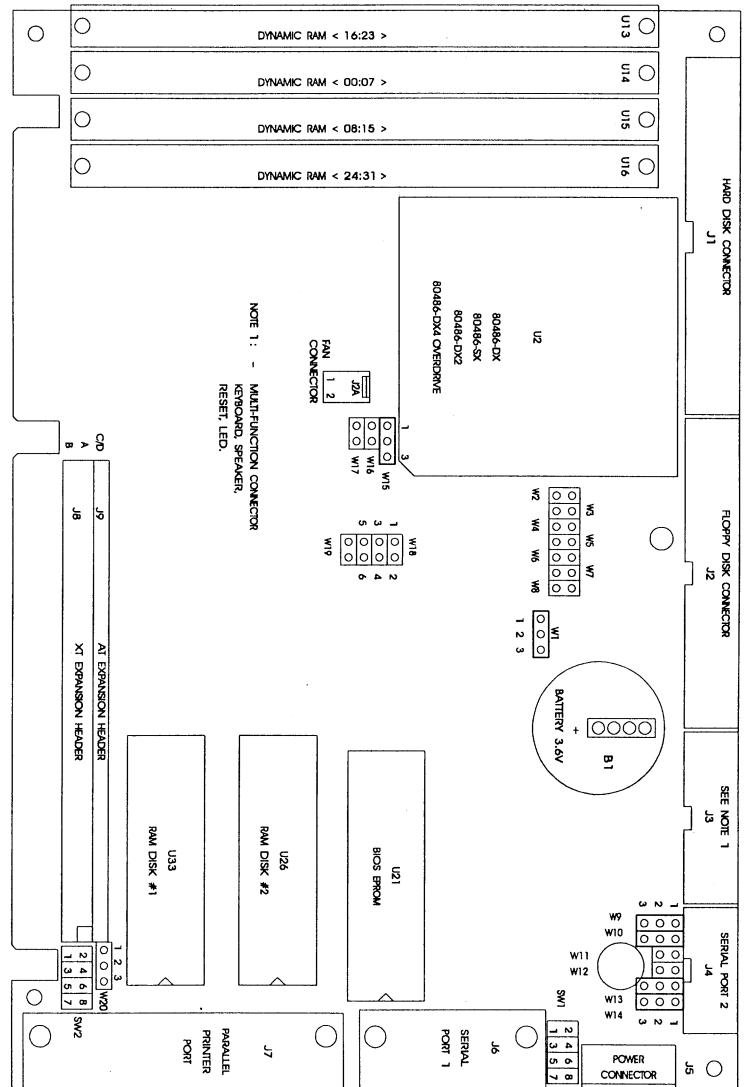 DYNAMIC RAM < 16:23 >
U13
DYNAMIC RAM < 00:07 >
U14
DYNAMIC RAM < 08:15 >
U15
DYNAMIC RAM < 24:31 >
U16
HARD DISK CONNECTOR
J1
U2
80486-DX
80486-SX
80486-DX2
80486-DX4 OVERDRIVE
FAN
CONNECTOR
J2A
1 2
NOTE 1: - MULTI-FUNCTION CONNECTOR
KEYBOARD, SPEAKER,
RESET, LED.
1 3
W15
W16
W17
FLOPPY DISK CONNECTOR
J2
W3 W5 W7
W2 W4 W6 W8
W1
1 2 3
W18
1 2
3 4
5 6
W19
C/D
A
B
J9 AT EXPANSION HEADER
J8 XT EXPANSION HEADER
BATTERY 3.6V
+
B1
SEE NOTE 1
J3
U33
RAM DISK #1
U26
RAM DISK #2
U21
BIOS EPROM
SERIAL PORT 2
J4
3 2 1
W9
W10
W11
W12
W13
W14
3 2 1
1 2 3
W20
2 4 6 8
1 3 5 7
SW2
J7
PARALLEL
PRINTER
PORT
J6
SERIAL
PORT 1
SW1
2 4 6 8
1 3 5 7
POWER
CONNECTOR
J5